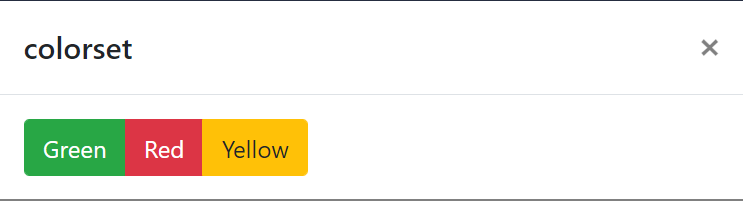 colorset
×
Green Red Yellow